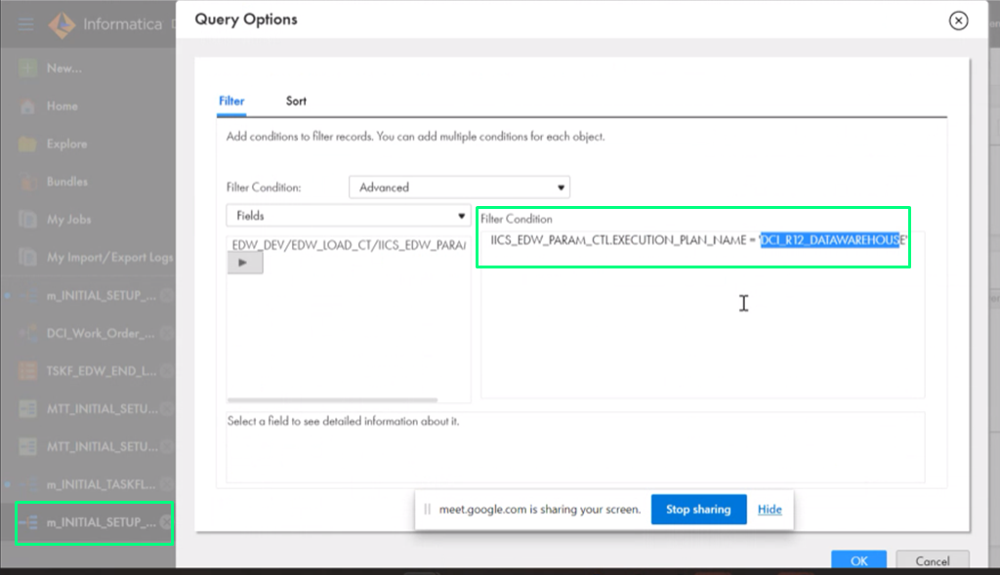 Query Options
Informatica
New...
Home
Explore
Bundles
My Jobs
My Import/Export Logs
m_INITIAL_SETUP_...
DCI_Work_Order_...
TSKF_EDW_END_L...
MTT_INITIAL_SETU...
MTT_INITIAL_SETU...
m_INITIAL_TASKFL...
m_INITIAL_SETUP_...
Filter Sort
Add conditions to filter records. You can add multiple conditions for each object.
Filter Condition: Advanced
Fields
EDW_DEV/EDW_LOAD_CT/IICS_EDW_PARA
Filter Condition
IICS_EDW_PARAM_CTL.EXECUTION_PLAN_NAME = 'DCI_R12_DATAWAREHOUSE'
Select a field to see detailed information about it.
meet.google.com is sharing your screen. Stop sharing Hide
OK Cancel